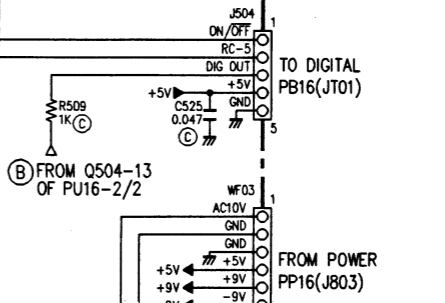 J504
1
ON/OFF
RC-5
DIG OUT
+5V
+5V
GND
5
TO DIGITAL
PB16(JT01)
R509
1K C
C525
0.047
C
B FROM Q504-13
OF PU16-2/2
WF03
1
AC10V
GND
GND
+5V
+5V
+9V
+9V
-9V
FROM POWER
PP16(J803)